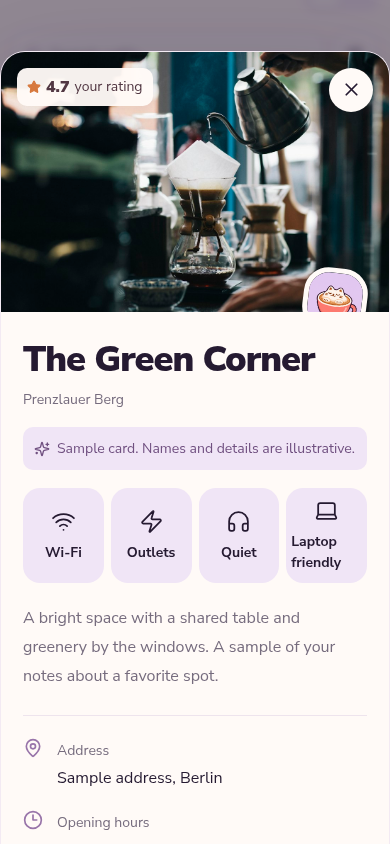 4.7 your rating
The Green Corner
Prenzlauer Berg
Sample card. Names and details are illustrative.
Wi-Fi
Outlets
Quiet
Laptop
friendly
A bright space with a shared table and
greenery by the windows. A sample of your
notes about a favorite spot.
Address
Sample address, Berlin
Opening hours